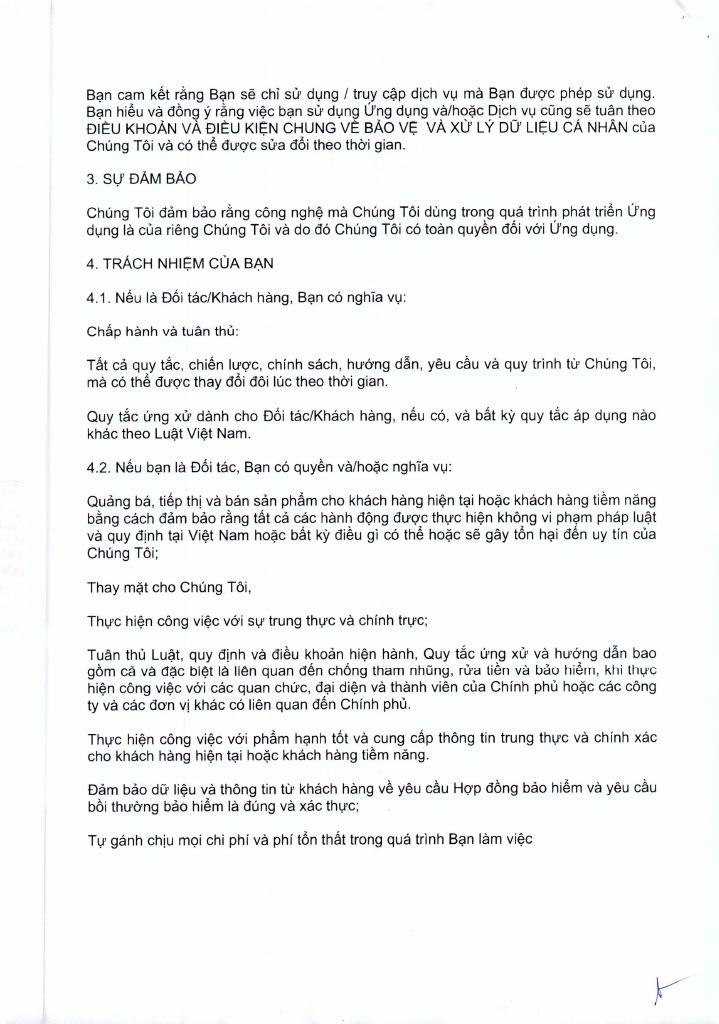 Bạn cam kết rằng Bạn sẽ chỉ sử dụng / truy cập dịch vụ mà Bạn được phép sử dụng.
Bạn hiểu và đồng ý rằng việc bạn sử dụng Ứng dụng và/hoặc Dịch vụ cũng sẽ tuân theo
ĐIỀU KHOẢN VÀ ĐIỀU KIỆN CHUNG VỀ BẢO VỆ VÀ XỬ LÝ DỮ LIỆU CÁ NHÂN của
Chúng Tôi và có thể được sửa đổi theo thời gian.
3. SỰ ĐẢM BẢO
Chúng Tôi đảm bảo rằng công nghệ mà Chúng Tôi dùng trong quá trình phát triển Ứng
dụng là của riêng Chúng Tôi và do đó Chúng Tôi có toàn quyền đối với Ứng dụng.
4. TRÁCH NHIỆM CỦA BẠN
4.1. Nếu là Đối tác/Khách hàng, Bạn có nghĩa vụ:
Chấp hành và tuân thủ:
Tất cả quy tắc, chiến lược, chính sách, hướng dẫn, yêu cầu và quy trình từ Chúng Tôi,
mà có thể được thay đổi đôi lúc theo thời gian.
Quy tắc ứng xử dành cho Đối tác/Khách hàng, nếu có, và bất kỳ quy tắc áp dụng nào
khác theo Luật Việt Nam.
4.2. Nếu bạn là Đối tác, Bạn có quyền và/hoặc nghĩa vụ:
Quảng bá, tiếp thị và bán sản phẩm cho khách hàng hiện tại hoặc khách hàng tiềm năng
bằng cách đảm bảo rằng tất cả các hành động được thực hiện không vi phạm pháp luật
và quy định tại Việt Nam hoặc bất kỳ điều gì có thể hoặc sẽ gây tổn hại đến uy tín của
Chúng Tôi;
Thay mặt cho Chúng Tôi,
Thực hiện công việc với sự trung thực và chính trực;
Tuân thủ Luật, quy định và điều khoản hiện hành, Quy tắc ứng xử và hướng dẫn bao
gồm cả và đặc biệt là liên quan đến chống tham nhũng, rửa tiền và bảo hiểm, khi thực
hiện công việc với các quan chức, đại diện và thành viên của Chính phủ hoặc các công
ty và các đơn vị khác có liên quan đến Chính phủ.
Thực hiện công việc với phẩm hạnh tốt và cung cấp thông tin trung thực và chính xác
cho khách hàng hiện tại hoặc khách hàng tiềm năng.
Đảm bảo dữ liệu và thông tin từ khách hàng về yêu cầu Hợp đồng bảo hiểm và yêu cầu
bồi thường bảo hiểm là đúng và xác thực;
Tự gánh chịu mọi chi phí và phí tổn thất trong quá trình Bạn làm việc